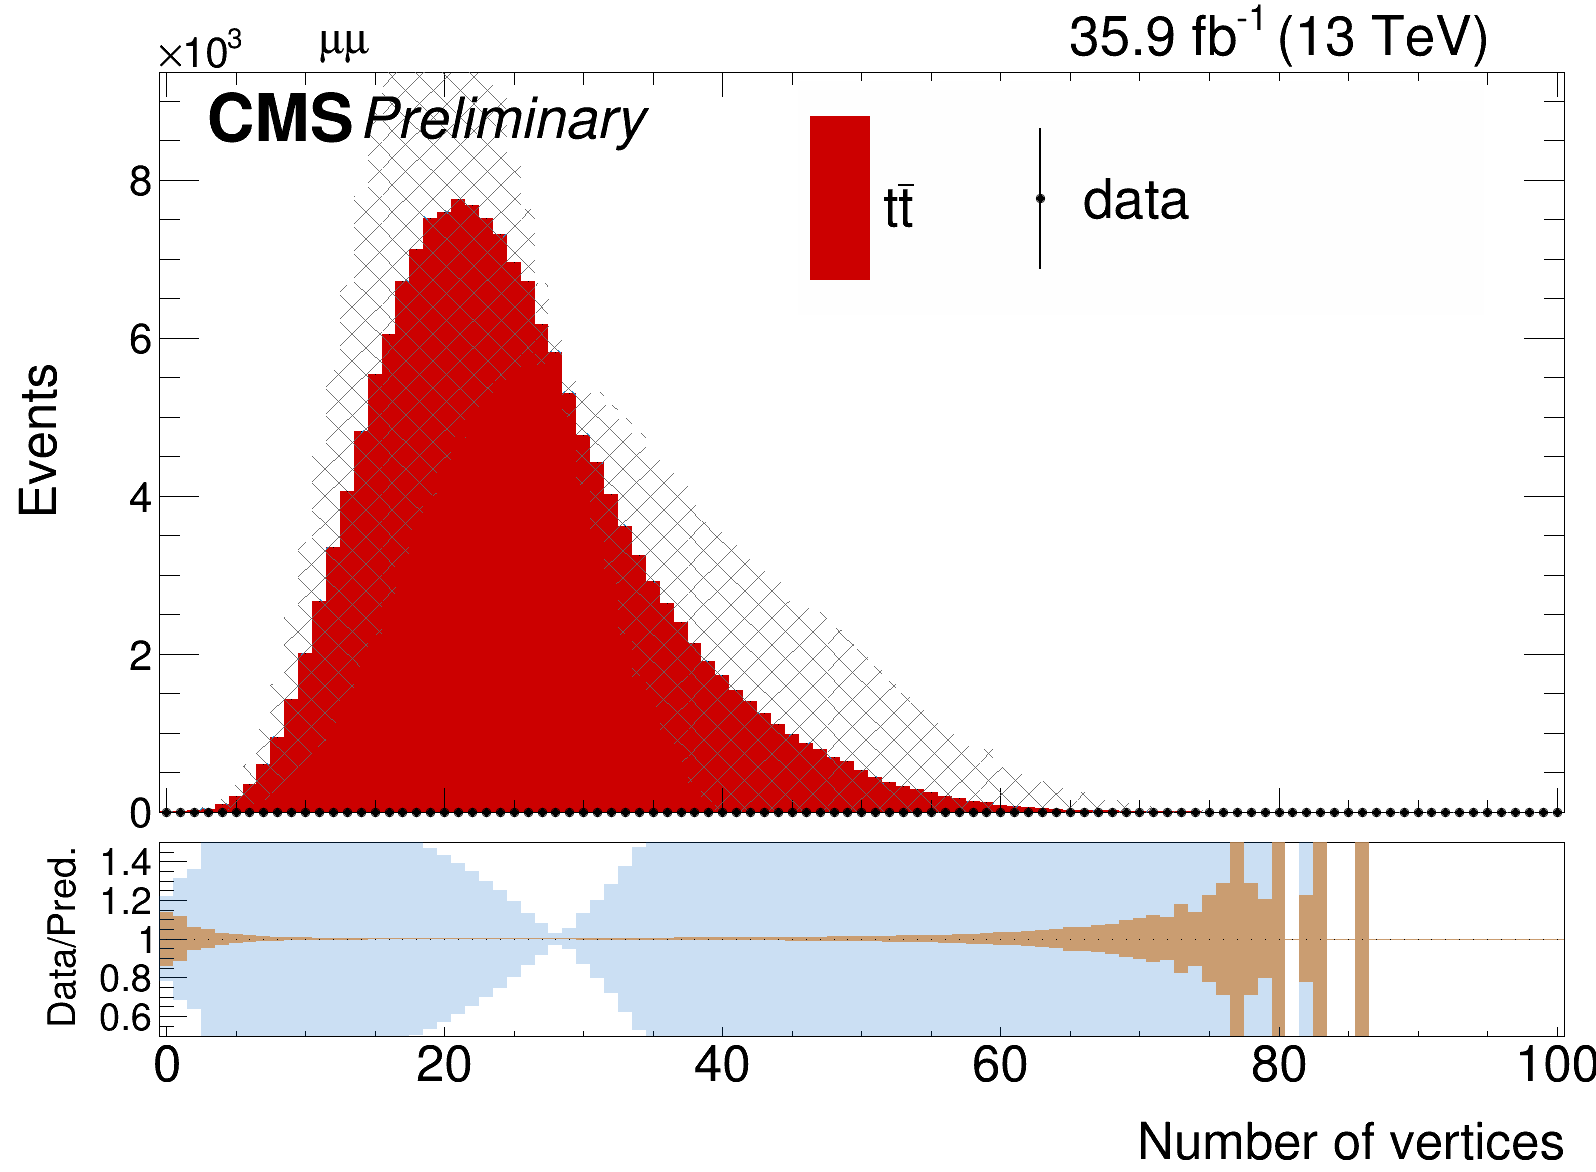 ×10³ μμ 35.9 fb⁻¹ (13 TeV)
CMS Preliminary
tt̄ data
8
6
4
2
0
Events
1.4
1.2
1
0.8
0.6
Data/Pred.
0 20 40 60 80 100
Number of vertices